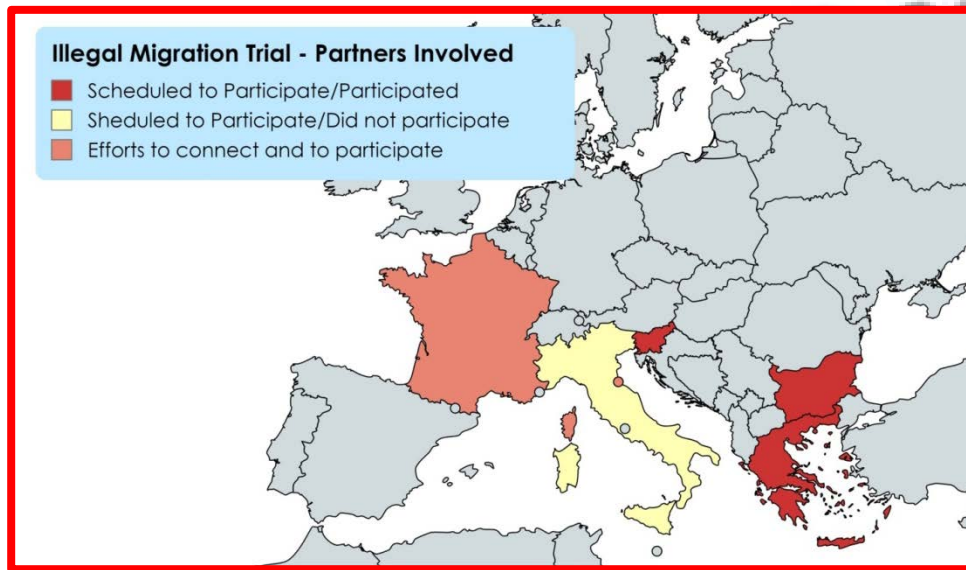 Illegal Migration Trial - Partners Involved
Scheduled to Participate/Participated
Sheduled to Participate/Did not participate
Efforts to connect and to participate